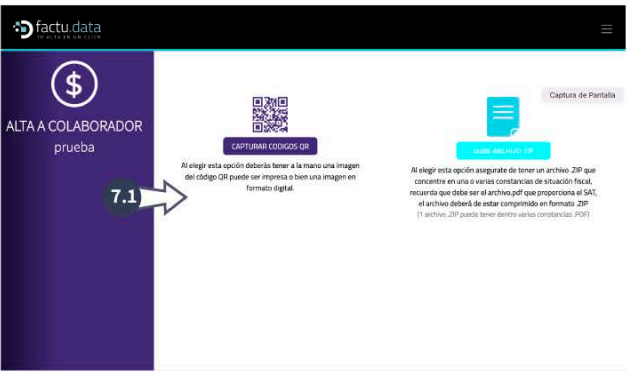 factu.data
TU ALTA EN UN CLICK
ALTA A COLABORADOR
prueba
7.1
CAPTURAR CODIGOS QR
Al elegir esta opción deberás tener a la mano una imagen
del código QR puede ser impresa o bien una imagen en
formato digital.
Captura de Pantalla
SUBIR ARCHIVO ZIP
Al elegir esta opción asegurate de tener un archivo .ZIP que
concentre en una o varias constancias de situación fiscal,
recuerda que debe ser el archivo.pdf que proporciona el SAT,
el archivo deberá de estar comprimido en formato .ZIP
(1 archivo .ZIP puede tener dentro varias constancias .PDF)